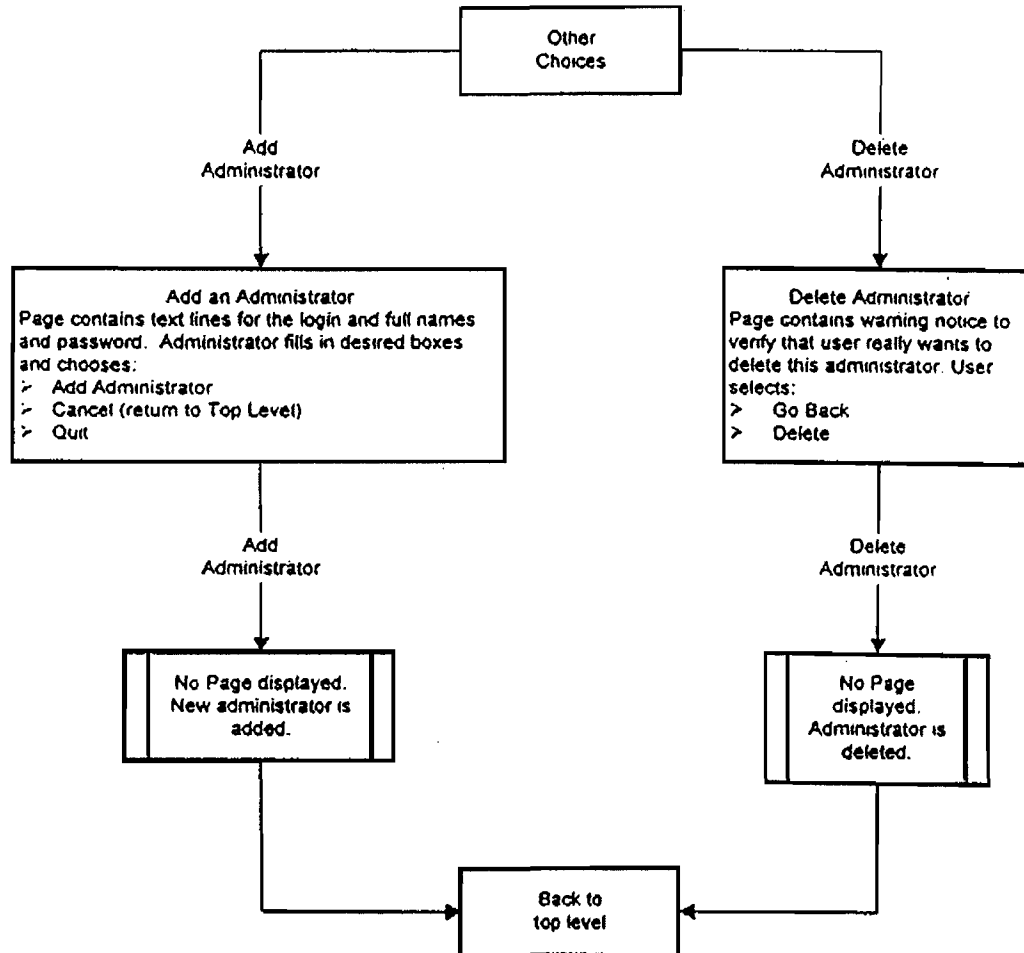 Other
Choices
Add
Administrator
Delete
Administrator
Add an Administrator
Page contains text lines for the login and full names
and password. Administrator fills in desired boxes
and chooses:
➢ Add Administrator
➢ Cancel (return to Top Level)
➢ Quit
Delete Administrator
Page contains warning notice to
verify that user really wants to
delete this administrator. User
selects:
➢ Go Back
➢ Delete
Add
Administrator
Delete
Administrator
No Page displayed.
New administrator is
added.
No Page
displayed.
Administrator is
deleted.
Back to
top level